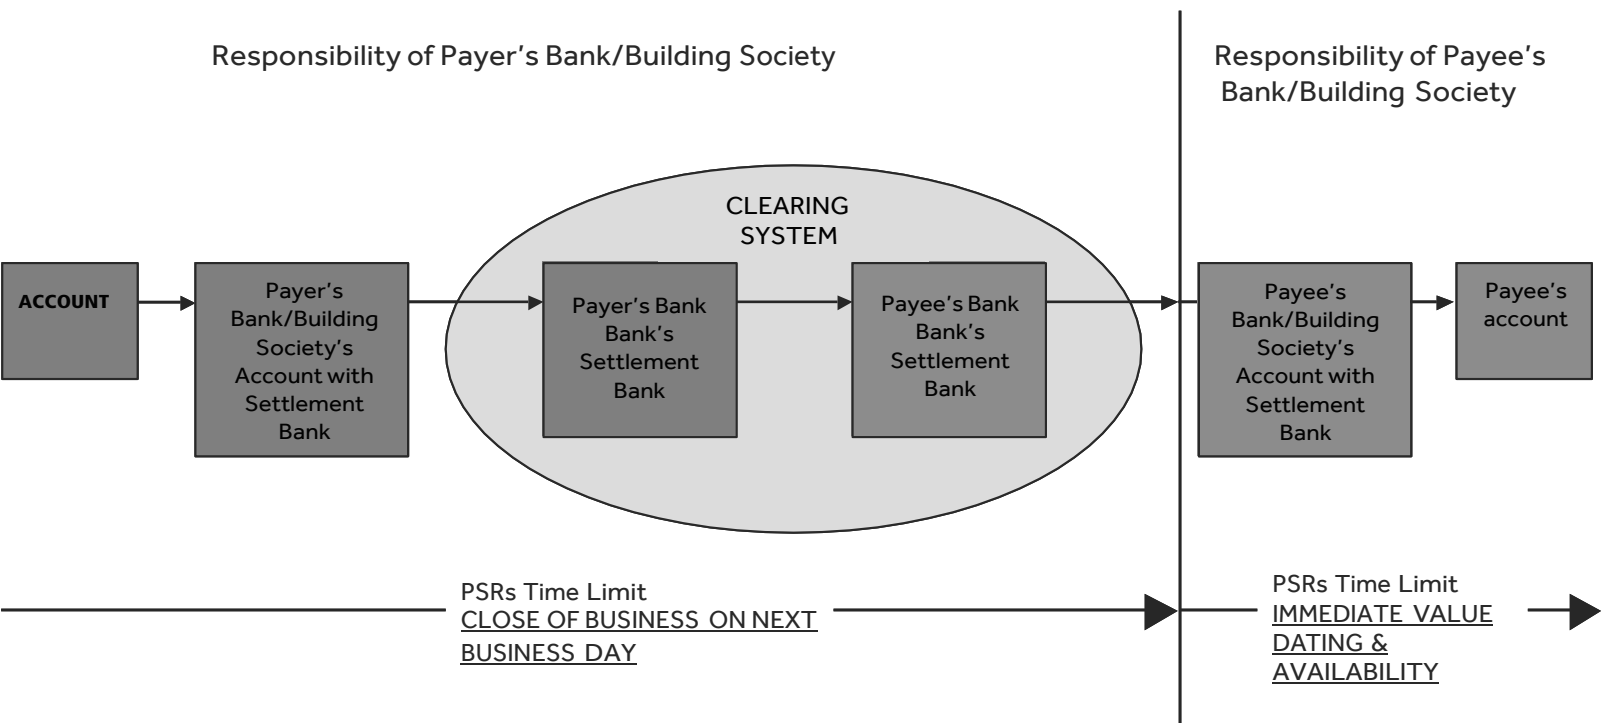 Responsibility of Payer's Bank/Building Society
Responsibility of Payee's
Bank/Building Society
CLEARING
SYSTEM
ACCOUNT
Payer's
Bank/Building
Society's
Account with
Settlement
Bank
Payer's Bank
Bank's
Settlement
Bank
Payee's Bank
Bank's
Settlement
Bank
Payee's
Bank/Building
Society's
Account with
Settlement
Bank
Payee's
account
PSRs Time Limit
CLOSE OF BUSINESS ON NEXT
BUSINESS DAY
PSRs Time Limit
IMMEDIATE VALUE
DATING &
AVAILABILITY